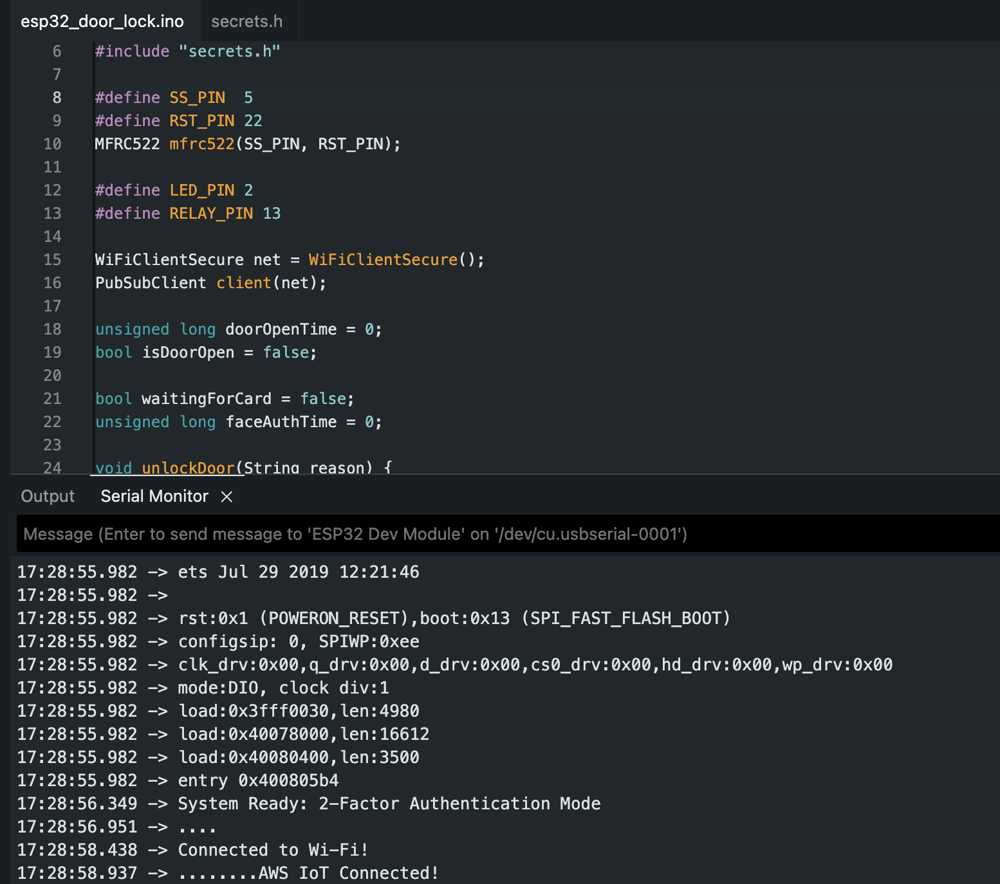 esp32_door_lock.ino secrets.h
6 #include "secrets.h"
7
8 #define SS_PIN  5
9 #define RST_PIN 22
10 MFRC522 mfrc522(SS_PIN, RST_PIN);
11
12 #define LED_PIN 2
13 #define RELAY_PIN 13
14
15 WiFiClientSecure net = WiFiClientSecure();
16 PubSubClient client(net);
17
18 unsigned long doorOpenTime = 0;
19 bool isDoorOpen = false;
20
21 bool waitingForCard = false;
22 unsigned long faceAuthTime = 0;
23
24 void unlockDoor(String reason) {
Output Serial Monitor
Message (Enter to send message to 'ESP32 Dev Module' on '/dev/cu.usbserial-0001')
17:28:55.982 -> ets Jul 29 2019 12:21:46
17:28:55.982 ->
17:28:55.982 -> rst:0x1 (POWERON_RESET),boot:0x13 (SPI_FAST_FLASH_BOOT)
17:28:55.982 -> configsip: 0, SPIWP:0xee
17:28:55.982 -> clk_drv:0x00,q_drv:0x00,d_drv:0x00,cs0_drv:0x00,hd_drv:0x00,wp_drv:0x00
17:28:55.982 -> mode:DIO, clock div:1
17:28:55.982 -> load:0x3fff0030,len:4980
17:28:55.982 -> load:0x40078000,len:16612
17:28:55.982 -> load:0x40080400,len:3500
17:28:55.982 -> entry 0x400805b4
17:28:56.349 -> System Ready: 2-Factor Authentication Mode
17:28:56.951 -> ....
17:28:58.438 -> Connected to Wi-Fi!
17:28:58.937 -> ........AWS IoT Connected!